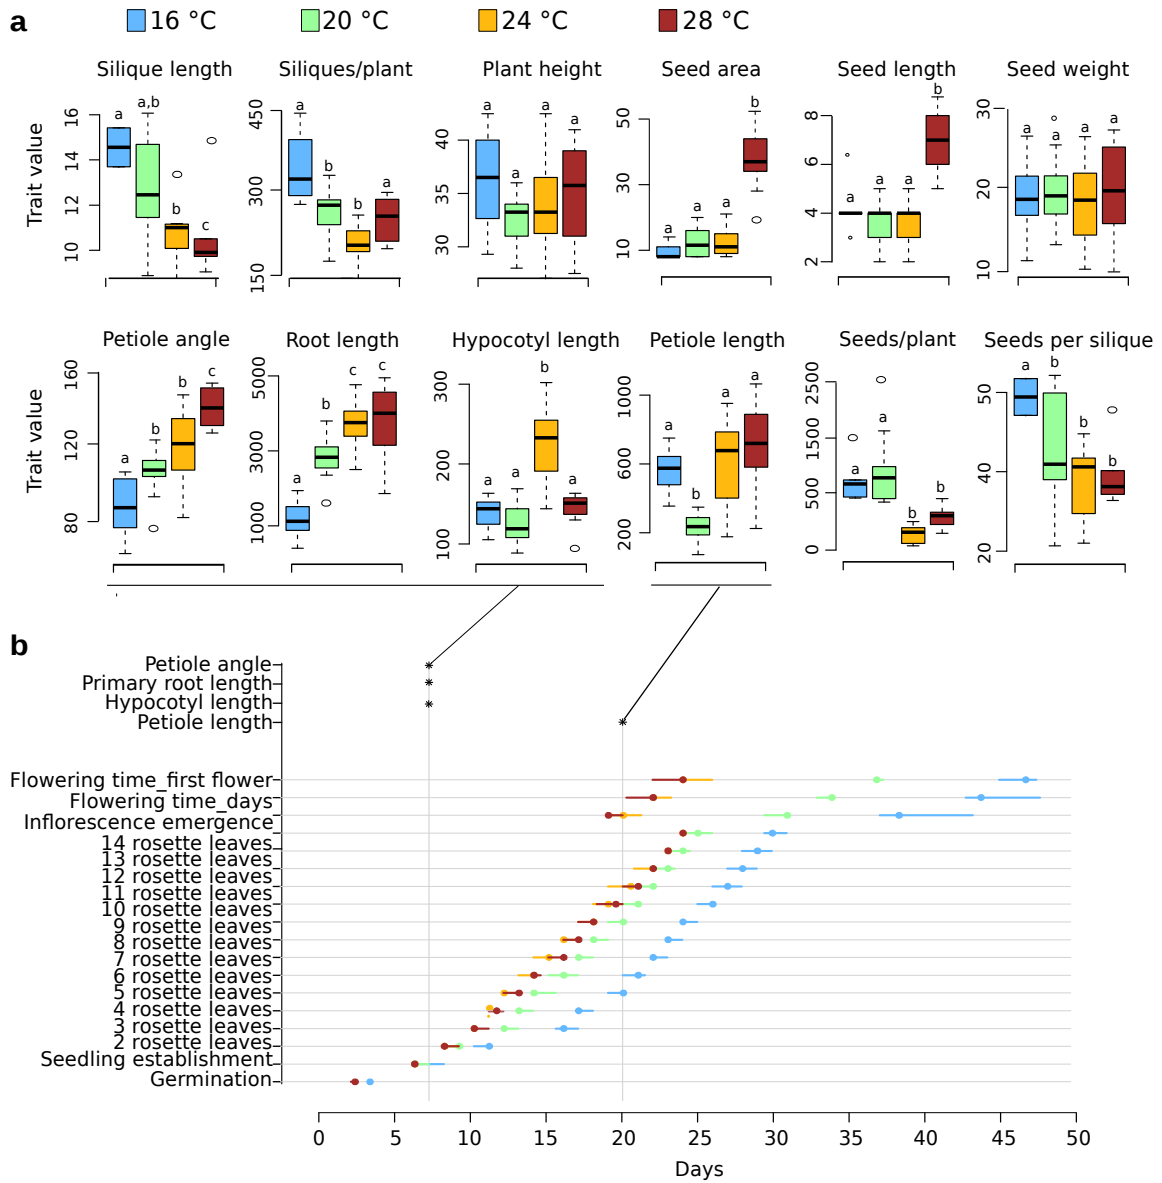 a
16 °C 20 °C 24 °C 28 °C
Silique length Siliques/plant Plant height Seed area Seed length Seed weight
Trait value
16
14
12
10
a a,b b c
450
300
150
a b b a
40
35
30
a a a a
50
30
10
a a a b
8
6
4
2
a a a b
30
20
10
a a a a
Petiole angle Root length Hypocotyl length Petiole length Seeds/plant Seeds per silique
Trait value
160
120
80
a b b c
5000
3000
1000
a b c c
300
200
100
a a b a
1000
600
200
a b a a
2500
1500
500
0
a a b b
50
40
20
a b b b
b
Petiole angle
Primary root length
Hypocotyl length
Petiole length
Flowering time_first flower
Flowering time_days
Inflorescence emergence
14 rosette leaves
13 rosette leaves
12 rosette leaves
11 rosette leaves
10 rosette leaves
9 rosette leaves
8 rosette leaves
7 rosette leaves
6 rosette leaves
5 rosette leaves
4 rosette leaves
3 rosette leaves
2 rosette leaves
Seedling establishment
Germination
0 5 10 15 20 25 30 35 40 45 50
Days